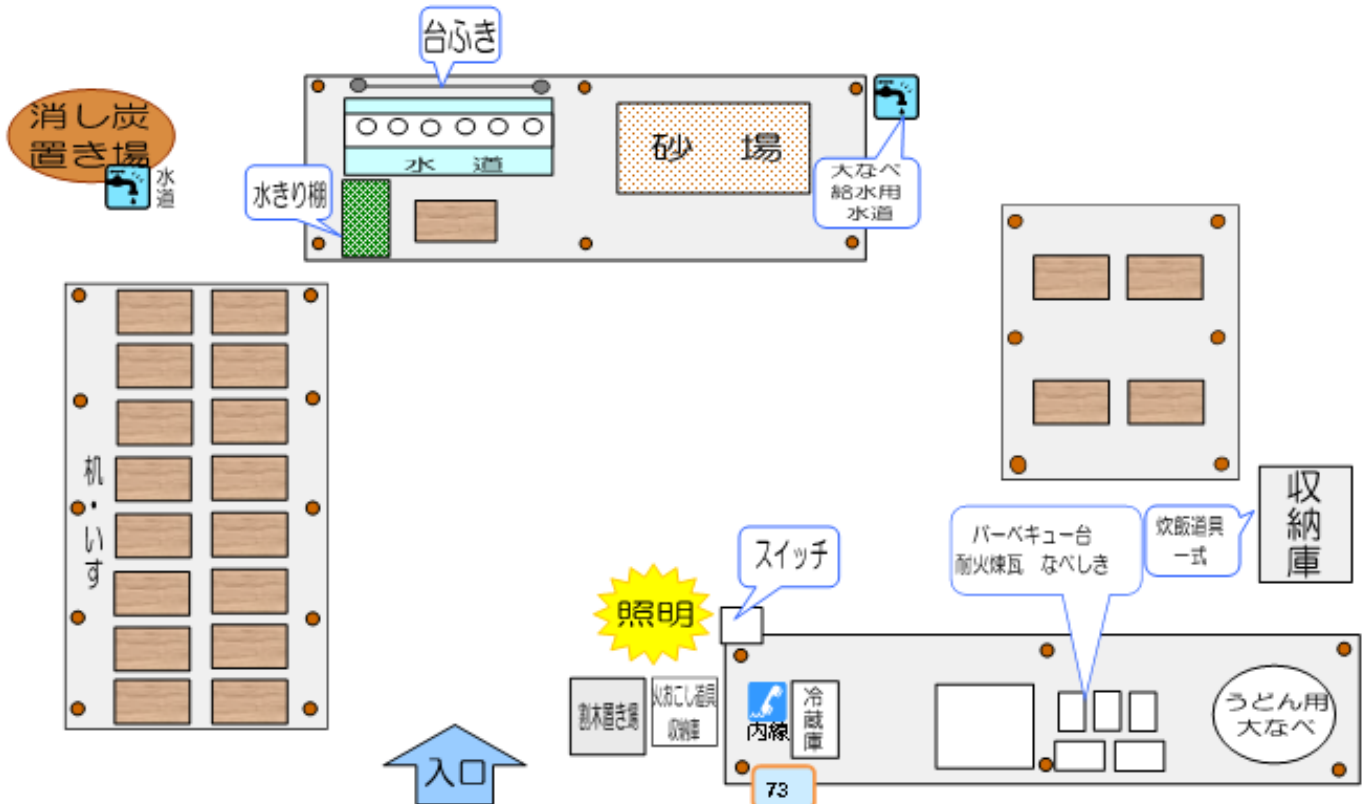 台ふき
消し炭
置き場
水道
水 道
水きり棚
砂 場
大なべ
給水用
水道
机・いす
収納庫
炊飯道具
一式
バーベキュー台
耐火煉瓦 なべしき
スイッチ
照明
割木置き場
火おこし道具
収納庫
内線
冷蔵庫
うどん用
大なべ
入口
73